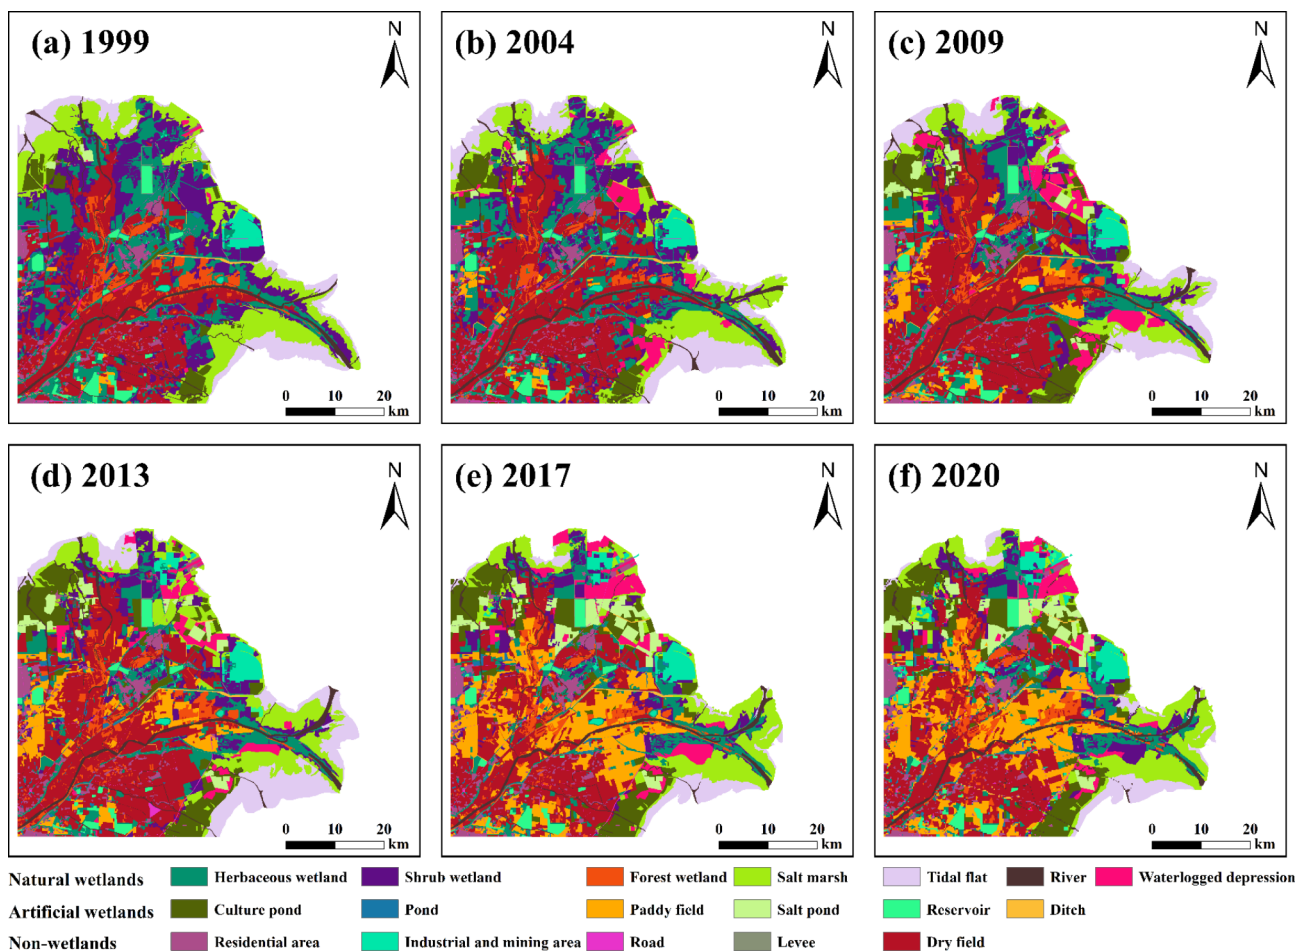 (a) 1999
N
0 10 20
km
(b) 2004
N
0 10 20
km
(c) 2009
N
0 10 20
km
(d) 2013
N
0 10 20
km
(e) 2017
N
0 10 20
km
(f) 2020
N
0 10 20
km
Natural wetlands Herbaceous wetland Shrub wetland Forest wetland Salt marsh Tidal flat River Waterlogged depression
Artificial wetlands Culture pond Pond Paddy field Salt pond Reservoir Ditch
Non-wetlands Residential area Industrial and mining area Road Levee Dry field